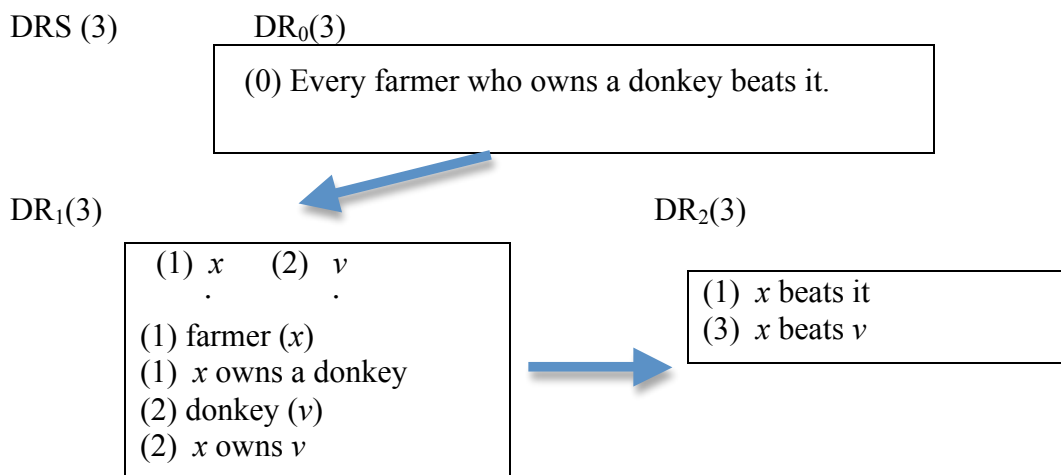 DRS (3) DR₀(3)
(0) Every farmer who owns a donkey beats it.
DR₁(3) DR₂(3)
(1) x (2) v
. .
(1) farmer (x)
(1) x owns a donkey
(2) donkey (v)
(2) x owns v
(1) x beats it
(3) x beats v